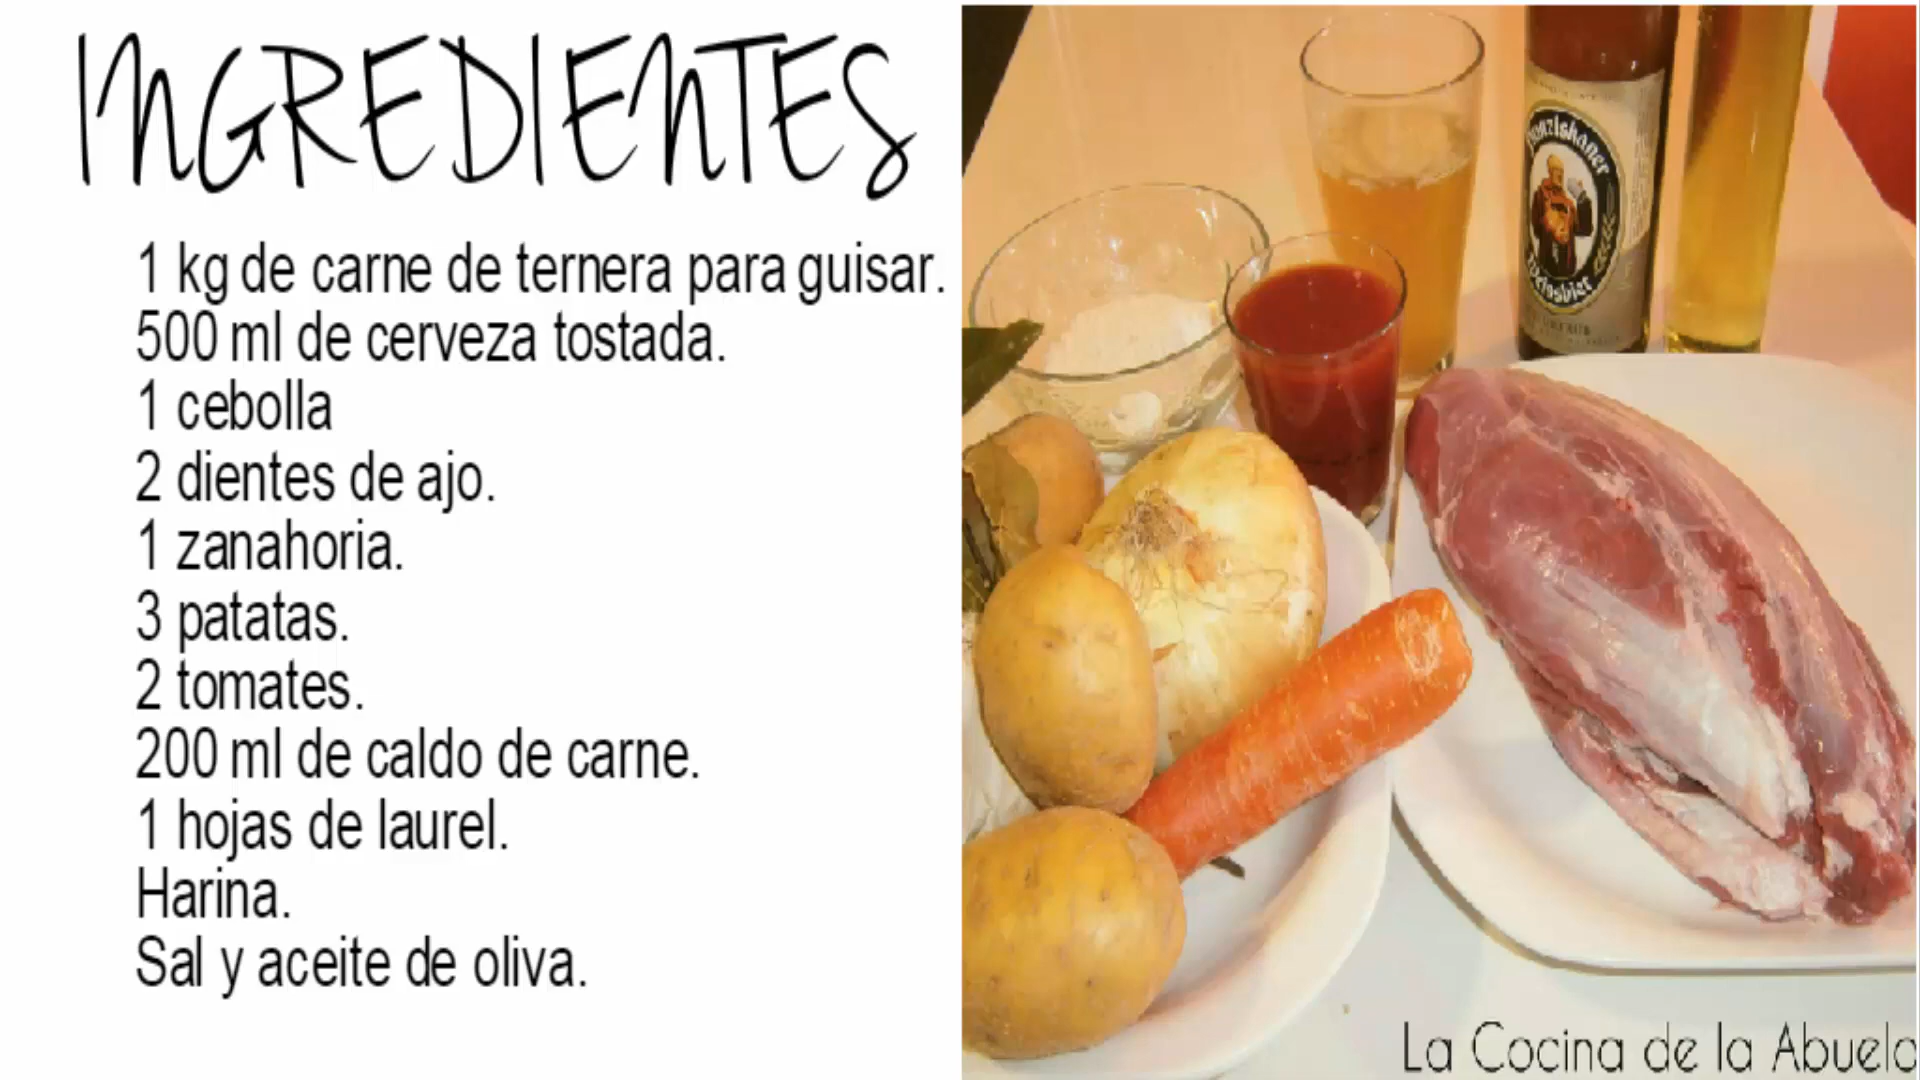 INGREDIENTES
1 kg de carne de ternera para guisar.
500 ml de cerveza tostada.
1 cebolla
2 dientes de ajo.
1 zanahoria.
3 patatas.
2 tomates.
200 ml de caldo de carne.
1 hojas de laurel.
Harina.
Sal y aceite de oliva.
Franziskaner
Weissbier
La Cocina de la Abuela